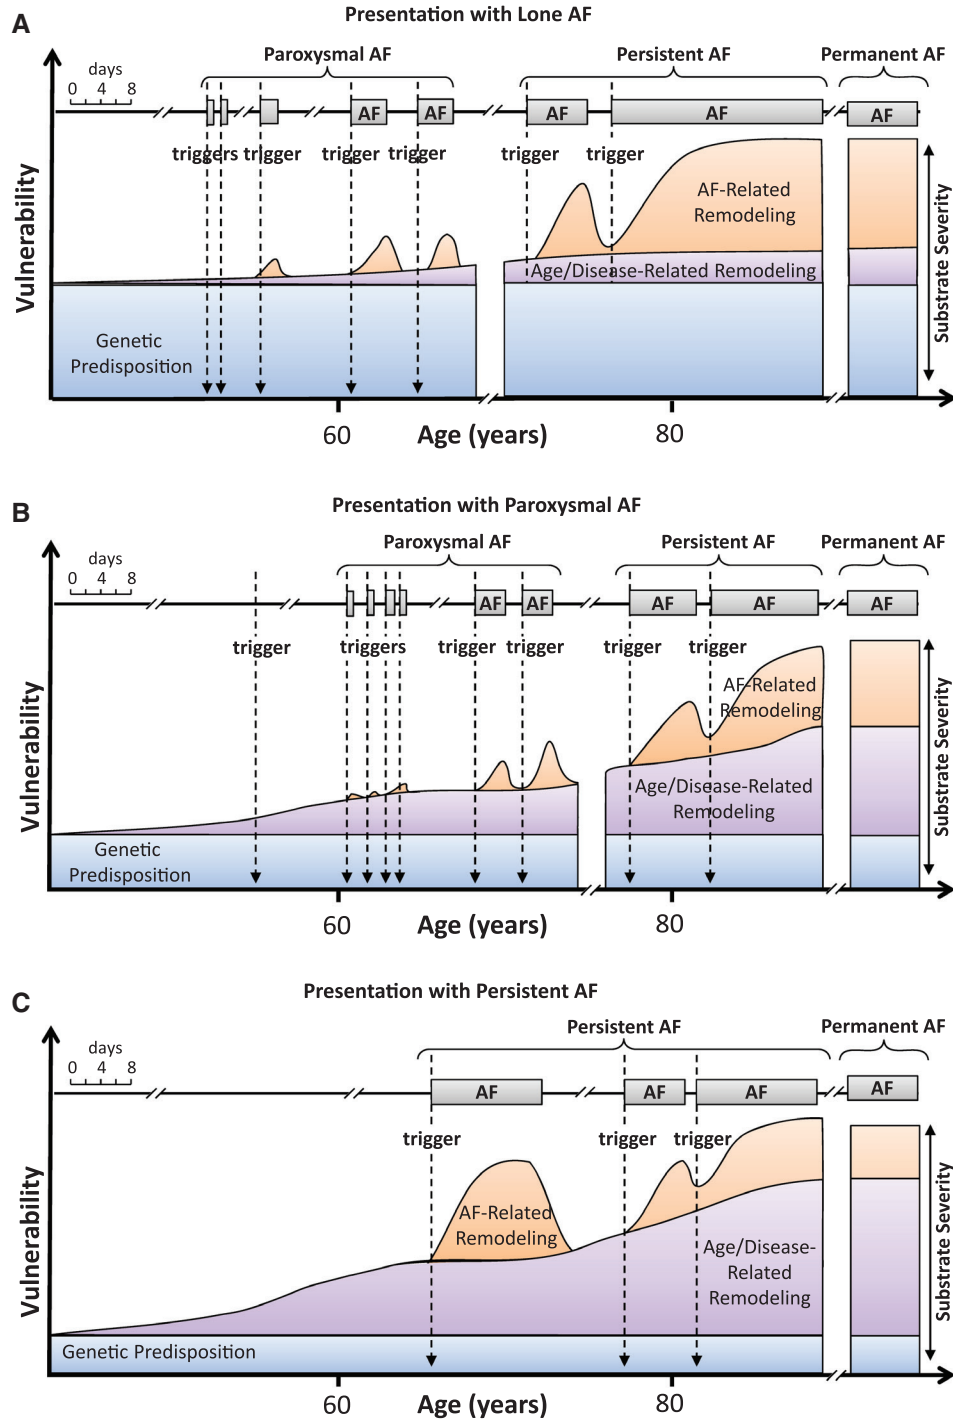 A
Presentation with Lone AF
Paroxysmal AF
Persistent AF
Permanent AF
days
0 4 8
AF
AF
AF
AF
AF
triggers
trigger
trigger
trigger
trigger
trigger
Vulnerability
AF-Related
Remodeling
Age/Disease-Related Remodeling
Genetic
Predisposition
Substrate Severity
60
Age (years)
80
B
Presentation with Paroxysmal AF
Paroxysmal AF
Persistent AF
Permanent AF
days
0 4 8
AF
AF
AF
AF
AF
trigger
triggers
trigger
trigger
trigger
trigger
Vulnerability
AF-Related
Remodeling
Age/Disease-Related
Remodeling
Genetic
Predisposition
Substrate Severity
60
Age (years)
80
C
Presentation with Persistent AF
Persistent AF
Permanent AF
days
0 4 8
AF
AF
AF
AF
trigger
trigger
trigger
Vulnerability
AF-Related
Remodeling
Age/Disease-
Related
Remodeling
Genetic Predisposition
Substrate Severity
60
Age (years)
80